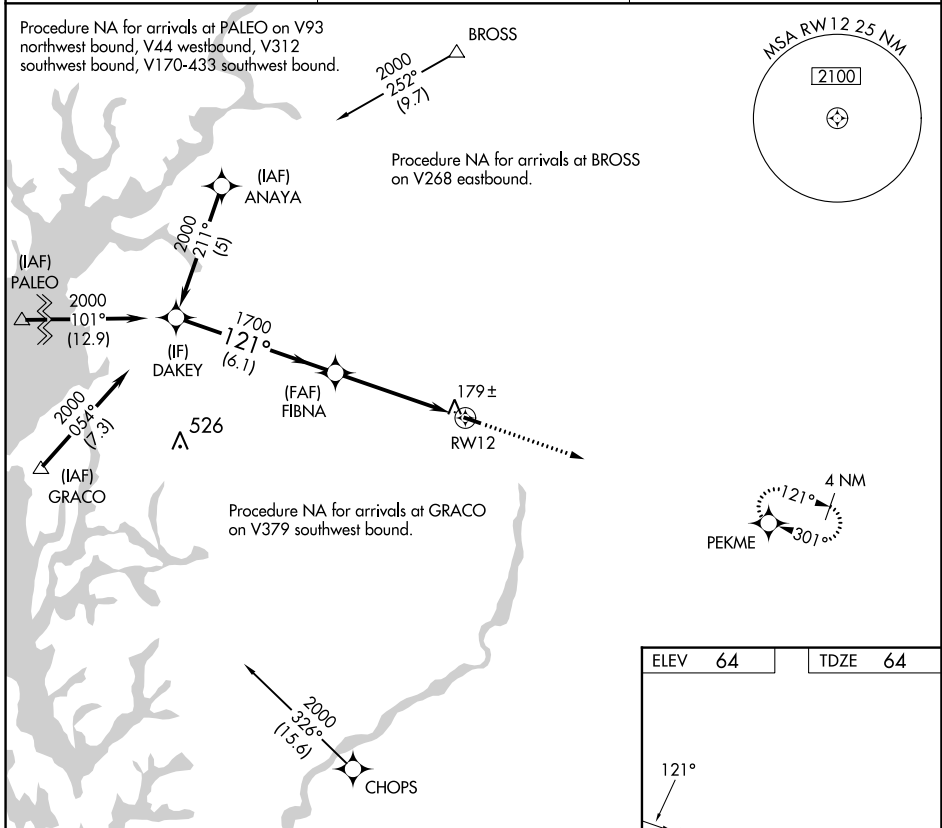 Procedure NA for arrivals at PALEO on V93
northwest bound, V44 westbound, V312
southwest bound, V170-433 southwest bound.
BROSS
2000
252°
(9.7)
MSA RW12 25 NM
2100
Procedure NA for arrivals at BROSS
on V268 eastbound.
(IAF)
ANAYA
2000
211°
(5)
(IAF)
PALEO
2000
101°
(12.9)
(IF)
DAKEY
1700
121°
(6.1)
(FAF)
FIBNA
179±
RW12
2000
054°
(7.3)
(IAF)
GRACO
526
Procedure NA for arrivals at GRACO
on V379 southwest bound.
4 NM
121°
301°
PEKME
2000
326°
(15.6)
CHOPS
ELEV 64
TDZE 64
121°